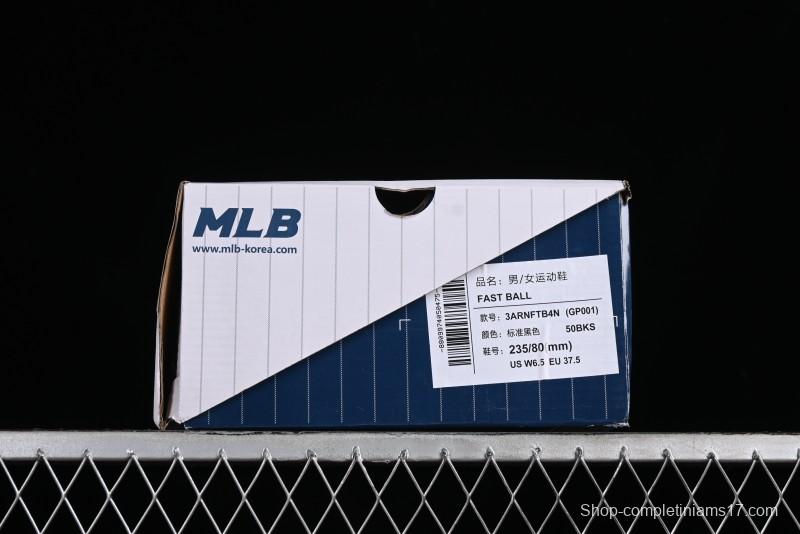 MLB
www.mlb-korea.com
品名: 男/女运动鞋
FAST BALL
款号: 3ARNFTB4N (GP001)
颜色: 标准黑色 50BKS
鞋号: 235/80(mm)
US W6.5 EU 37.5
Shop-completiniams17.com